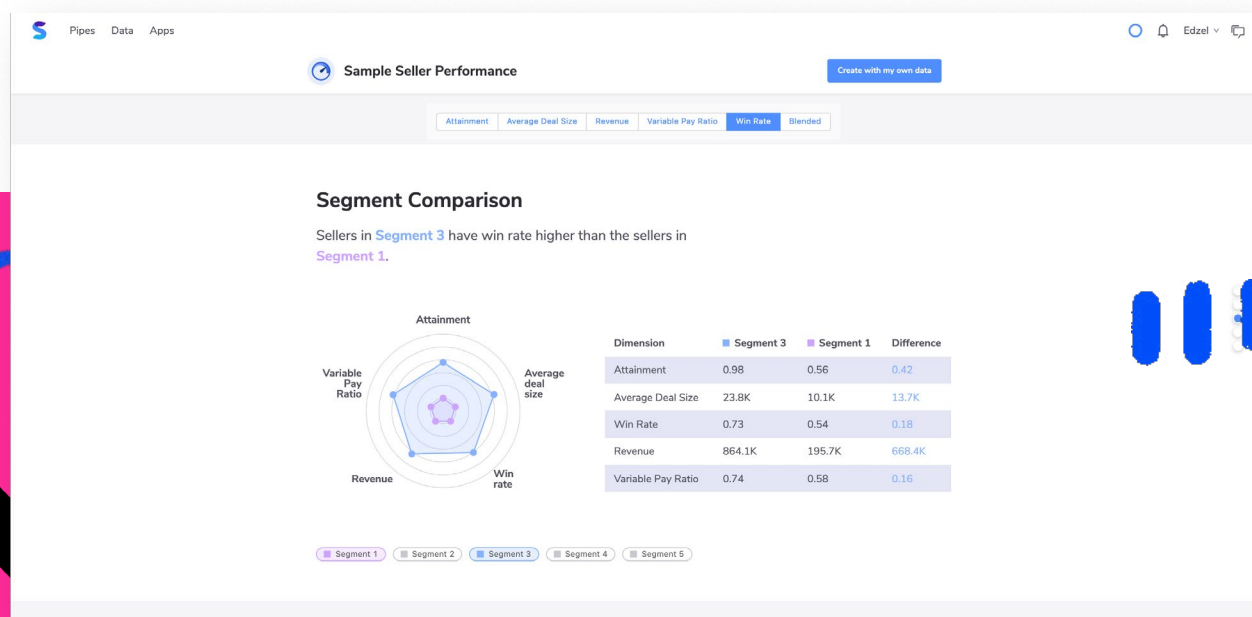 Pipes Data Apps Edzel
Sample Seller Performance Create with my own data
Attainment Average Deal Size Revenue Variable Pay Ratio Win Rate Blended
Segment Comparison
Sellers in Segment 3 have win rate higher than the sellers in
Segment 1.
Attainment
Average
deal
size
Win
rate
Revenue
Variable
Pay
Ratio
Dimension Segment 3 Segment 1 Difference
Attainment 0.98 0.56 0.42
Average Deal Size 23.8K 10.1K 13.7K
Win Rate 0.73 0.54 0.18
Revenue 864.1K 195.7K 668.4K
Variable Pay Ratio 0.74 0.58 0.16
Segment 1 Segment 2 Segment 3 Segment 4 Segment 5